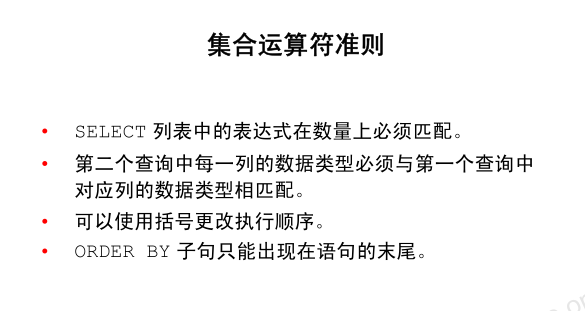 集合运算符准则
• SELECT 列表中的表达式在数量上必须匹配。
• 第二个查询中每一列的数据类型必须与第一个查询中
对应列的数据类型相匹配。
• 可以使用括号更改执行顺序。
• ORDER BY 子句只能出现在语句的末尾。